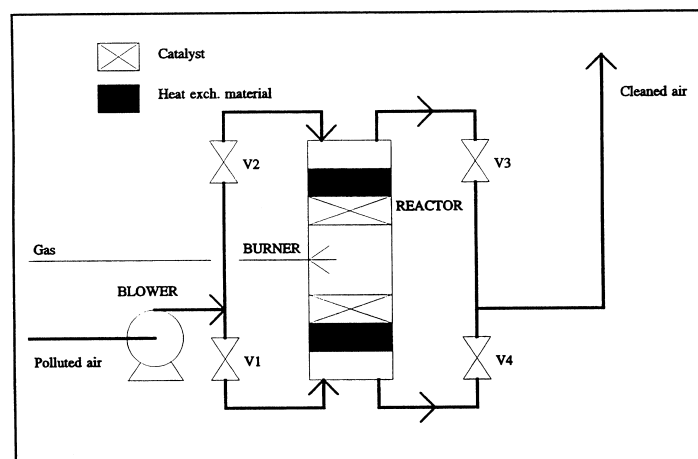 Catalyst
Heat exch. material
Cleaned air
V2
V3
REACTOR
Gas
BURNER
BLOWER
Polluted air
V1
V4